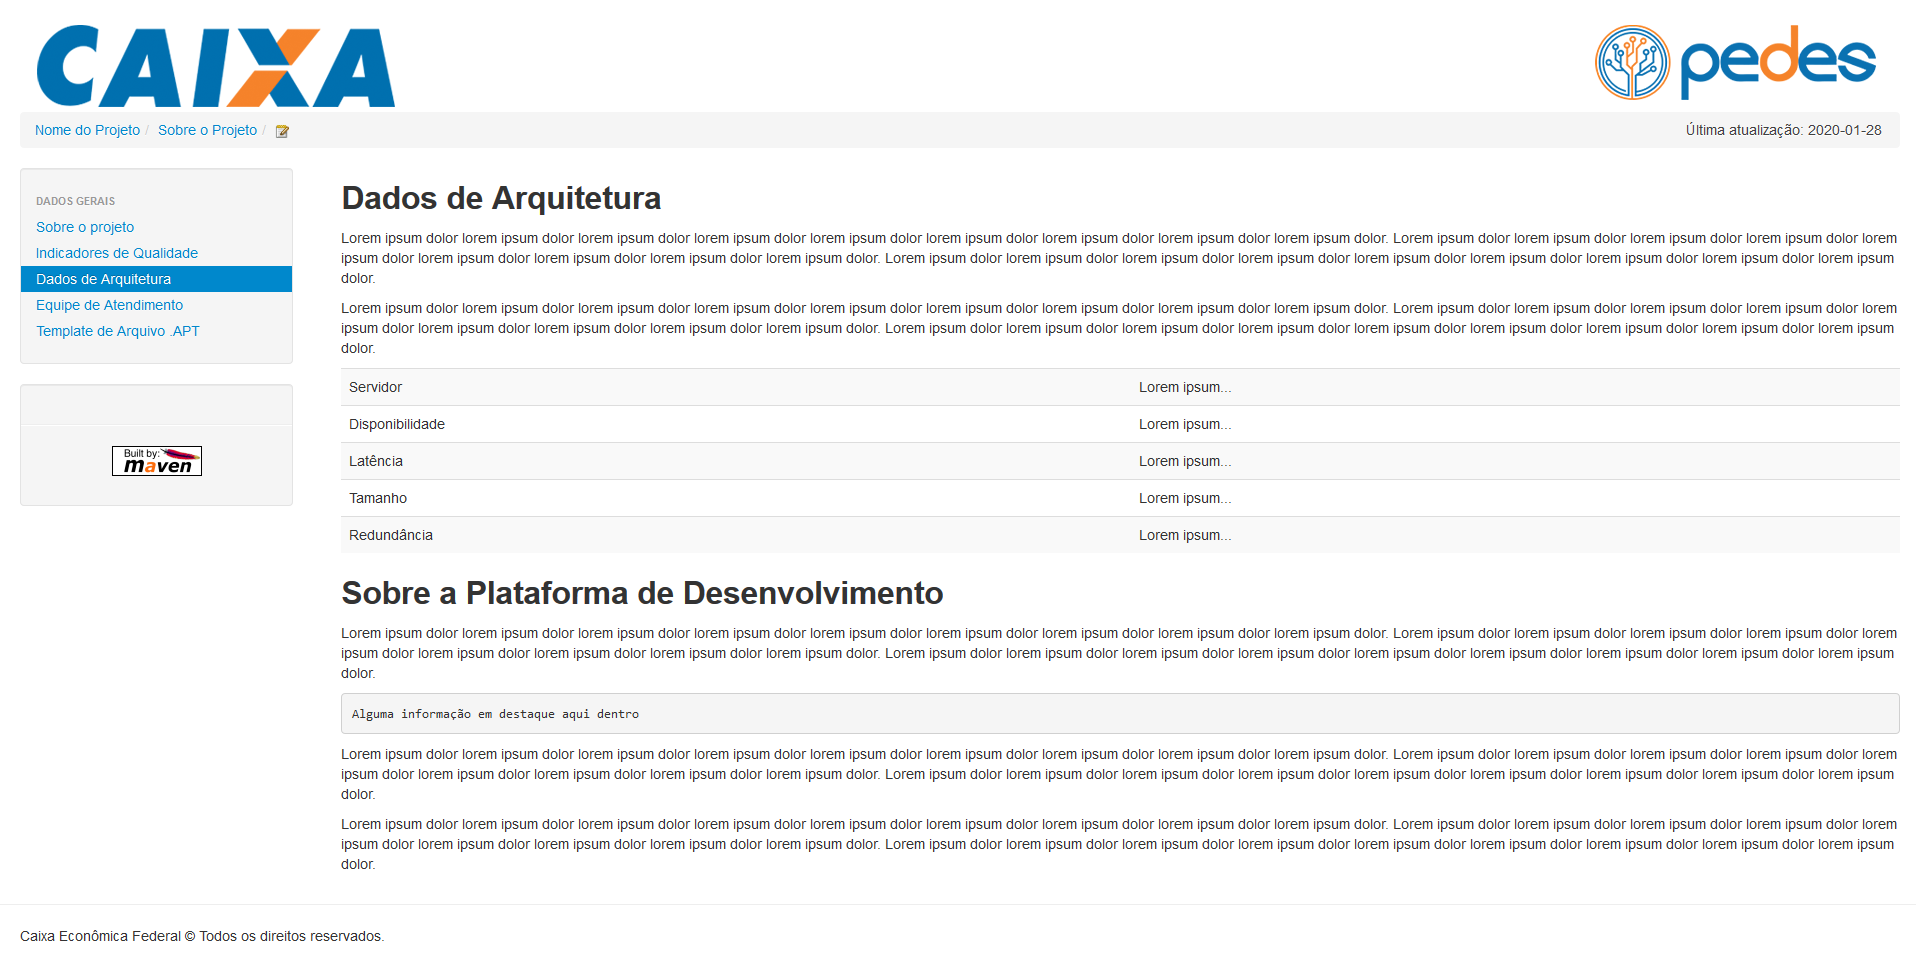 CAIXA
pedes
Nome do Projeto / Sobre o Projeto /
Última atualização: 2020-01-28
DADOS GERAIS
Sobre o projeto
Indicadores de Qualidade
Dados de Arquitetura
Equipe de Atendimento
Template de Arquivo .APT
Built by:
maven
Dados de Arquitetura
Lorem ipsum dolor lorem ipsum dolor lorem ipsum dolor lorem ipsum dolor lorem ipsum dolor lorem ipsum dolor lorem ipsum dolor lorem ipsum dolor lorem ipsum dolor. Lorem ipsum dolor lorem ipsum dolor lorem ipsum dolor lorem ipsum dolor lorem
ipsum dolor lorem ipsum dolor lorem ipsum dolor lorem ipsum dolor lorem ipsum dolor. Lorem ipsum dolor lorem ipsum dolor lorem ipsum dolor lorem ipsum dolor lorem ipsum dolor lorem ipsum dolor lorem ipsum dolor lorem ipsum dolor lorem ipsum
dolor.
Lorem ipsum dolor lorem ipsum dolor lorem ipsum dolor lorem ipsum dolor lorem ipsum dolor lorem ipsum dolor lorem ipsum dolor lorem ipsum dolor lorem ipsum dolor. Lorem ipsum dolor lorem ipsum dolor lorem ipsum dolor lorem ipsum dolor lorem
ipsum dolor lorem ipsum dolor lorem ipsum dolor lorem ipsum dolor lorem ipsum dolor. Lorem ipsum dolor lorem ipsum dolor lorem ipsum dolor lorem ipsum dolor lorem ipsum dolor lorem ipsum dolor lorem ipsum dolor lorem ipsum dolor lorem ipsum
dolor.
Servidor Lorem ipsum...
Disponibilidade Lorem ipsum...
Latência Lorem ipsum...
Tamanho Lorem ipsum...
Redundância Lorem ipsum...
Sobre a Plataforma de Desenvolvimento
Lorem ipsum dolor lorem ipsum dolor lorem ipsum dolor lorem ipsum dolor lorem ipsum dolor lorem ipsum dolor lorem ipsum dolor lorem ipsum dolor lorem ipsum dolor. Lorem ipsum dolor lorem ipsum dolor lorem ipsum dolor lorem ipsum dolor lorem
ipsum dolor lorem ipsum dolor lorem ipsum dolor lorem ipsum dolor lorem ipsum dolor. Lorem ipsum dolor lorem ipsum dolor lorem ipsum dolor lorem ipsum dolor lorem ipsum dolor lorem ipsum dolor lorem ipsum dolor lorem ipsum dolor lorem ipsum
dolor.
Alguma informação em destaque aqui dentro
Lorem ipsum dolor lorem ipsum dolor lorem ipsum dolor lorem ipsum dolor lorem ipsum dolor lorem ipsum dolor lorem ipsum dolor lorem ipsum dolor lorem ipsum dolor. Lorem ipsum dolor lorem ipsum dolor lorem ipsum dolor lorem ipsum dolor lorem
ipsum dolor lorem ipsum dolor lorem ipsum dolor lorem ipsum dolor lorem ipsum dolor. Lorem ipsum dolor lorem ipsum dolor lorem ipsum dolor lorem ipsum dolor lorem ipsum dolor lorem ipsum dolor lorem ipsum dolor lorem ipsum dolor lorem ipsum
dolor.
Lorem ipsum dolor lorem ipsum dolor lorem ipsum dolor lorem ipsum dolor lorem ipsum dolor lorem ipsum dolor lorem ipsum dolor lorem ipsum dolor lorem ipsum dolor. Lorem ipsum dolor lorem ipsum dolor lorem ipsum dolor lorem ipsum dolor lorem
ipsum dolor lorem ipsum dolor lorem ipsum dolor lorem ipsum dolor lorem ipsum dolor. Lorem ipsum dolor lorem ipsum dolor lorem ipsum dolor lorem ipsum dolor lorem ipsum dolor lorem ipsum dolor lorem ipsum dolor lorem ipsum dolor lorem ipsum
dolor.
Caixa Econômica Federal © Todos os direitos reservados.